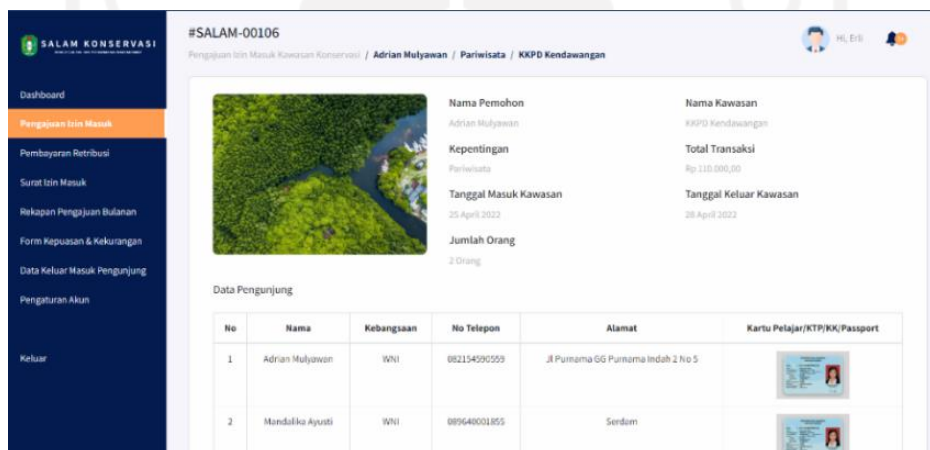 SALAM KONSERVASI
Dashboard
Pengajuan Izin Masuk
Pembayaran Retribusi
Surat Izin Masuk
Rekapan Pengajuan Bulanan
Form Kepuasan & Kekurangan
Data Keluar Masuk Pengunjung
Pengaturan Akun
Keluar
#SALAM-00106
Pengajuan Izin Masuk Kawasan Konservasi / Adrian Mulyawan / Pariwisata / KKPD Kendawangan
Hi, Erli
Nama Pemohon
Adrian Mulyawan
Nama Kawasan
KKPD Kendawangan
Kepentingan
Pariwisata
Total Transaksi
Rp 110.000,00
Tanggal Masuk Kawasan
25 April 2022
Tanggal Keluar Kawasan
28 April 2022
Jumlah Orang
2 Orang
Data Pengunjung
No Nama Kebangsaan No Telepon Alamat Kartu Pelajar/KTP/KK/Passport
1 Adrian Mulyawan WNI 082154590559 Jl Purnama GG Purnama Indah 2 No 5
2 Mandalika Ayusti WNI 089640001855 Serdam